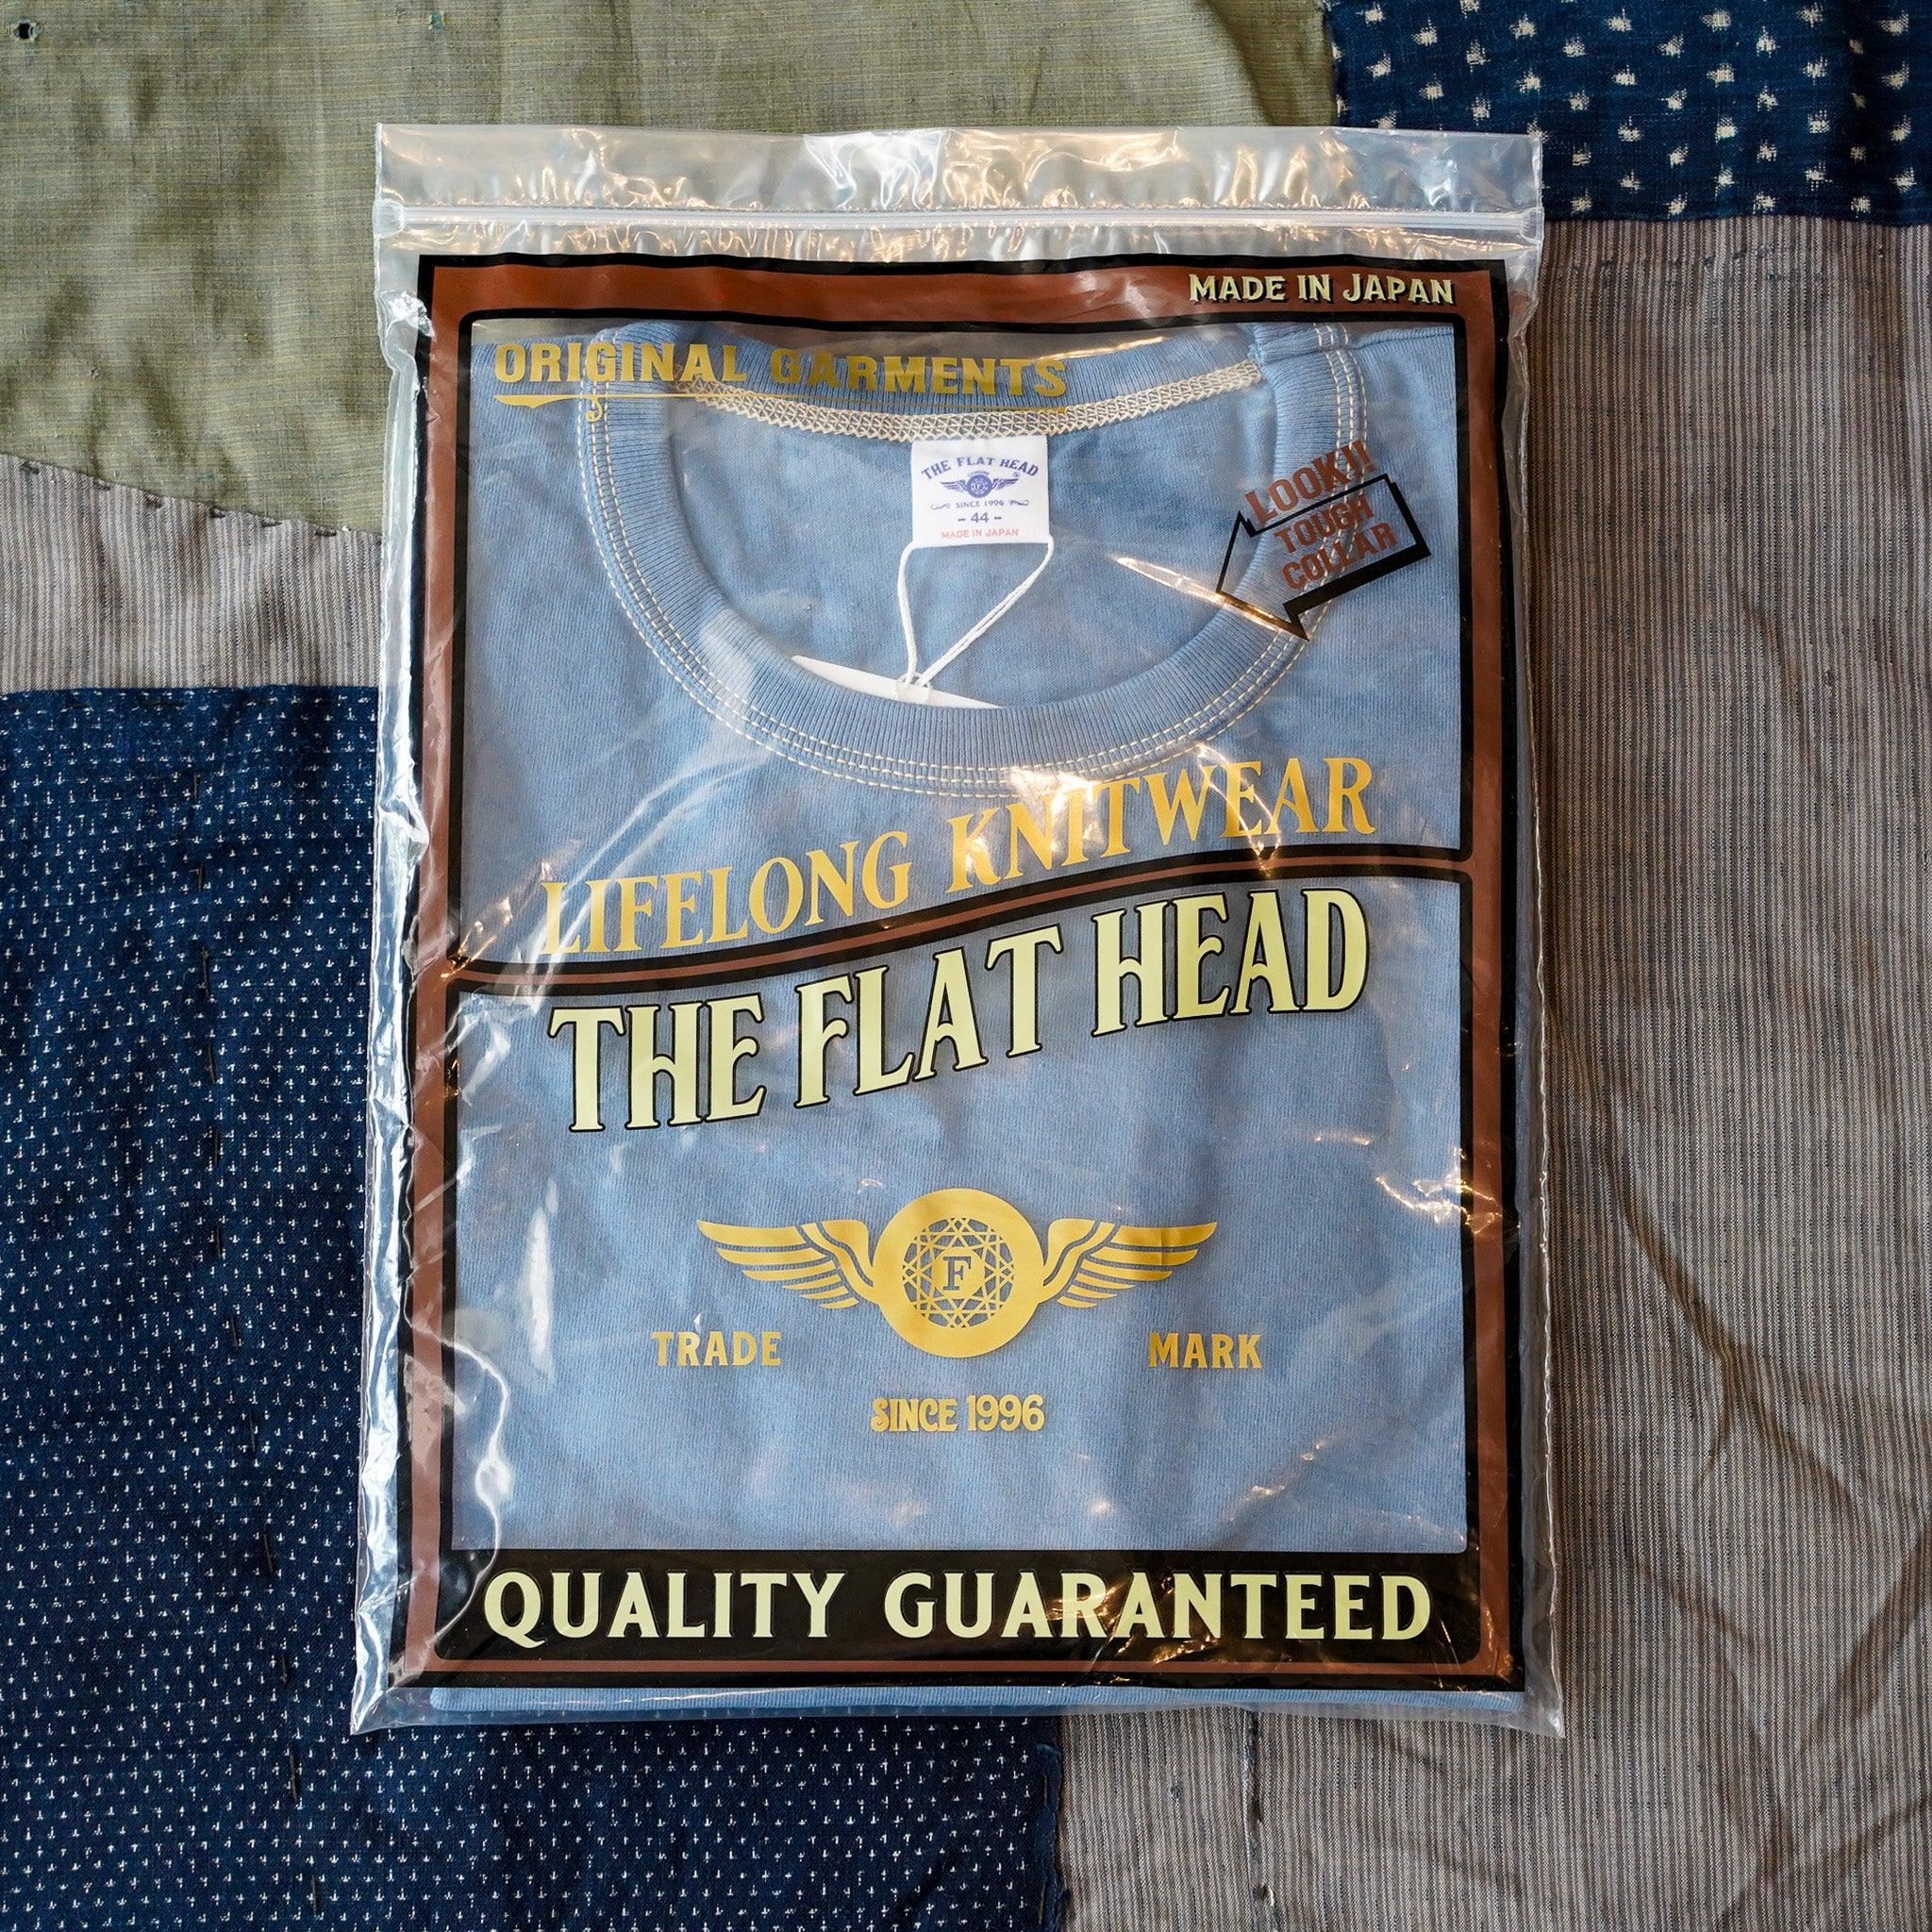 MADE IN JAPAN
ORIGINAL GARMENTS
THE FLAT HEAD
SINCE 1996
- 44 -
MADE IN JAPAN
LOOK!!
TOUGH
COLLAR
LIFELONG KNITWEAR
THE FLAT HEAD
F
TRADE MARK
SINCE 1996
QUALITY GUARANTEED